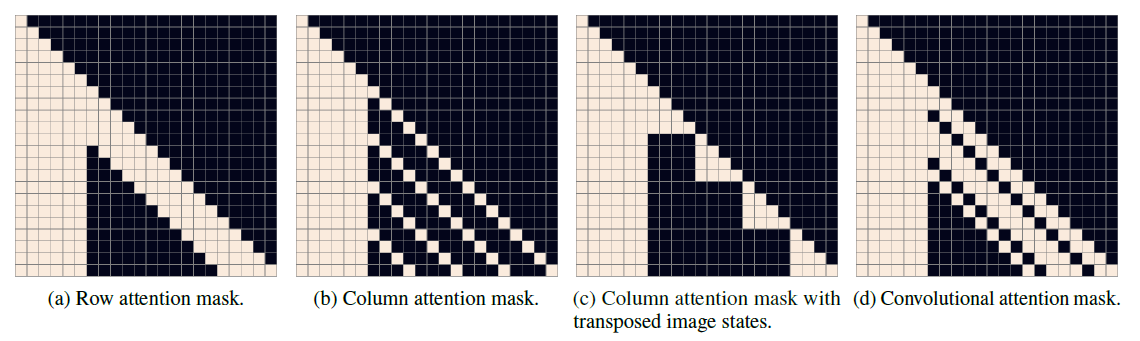 (a) Row attention mask.
(b) Column attention mask.
(c) Column attention mask with
transposed image states.
(d) Convolutional attention mask.